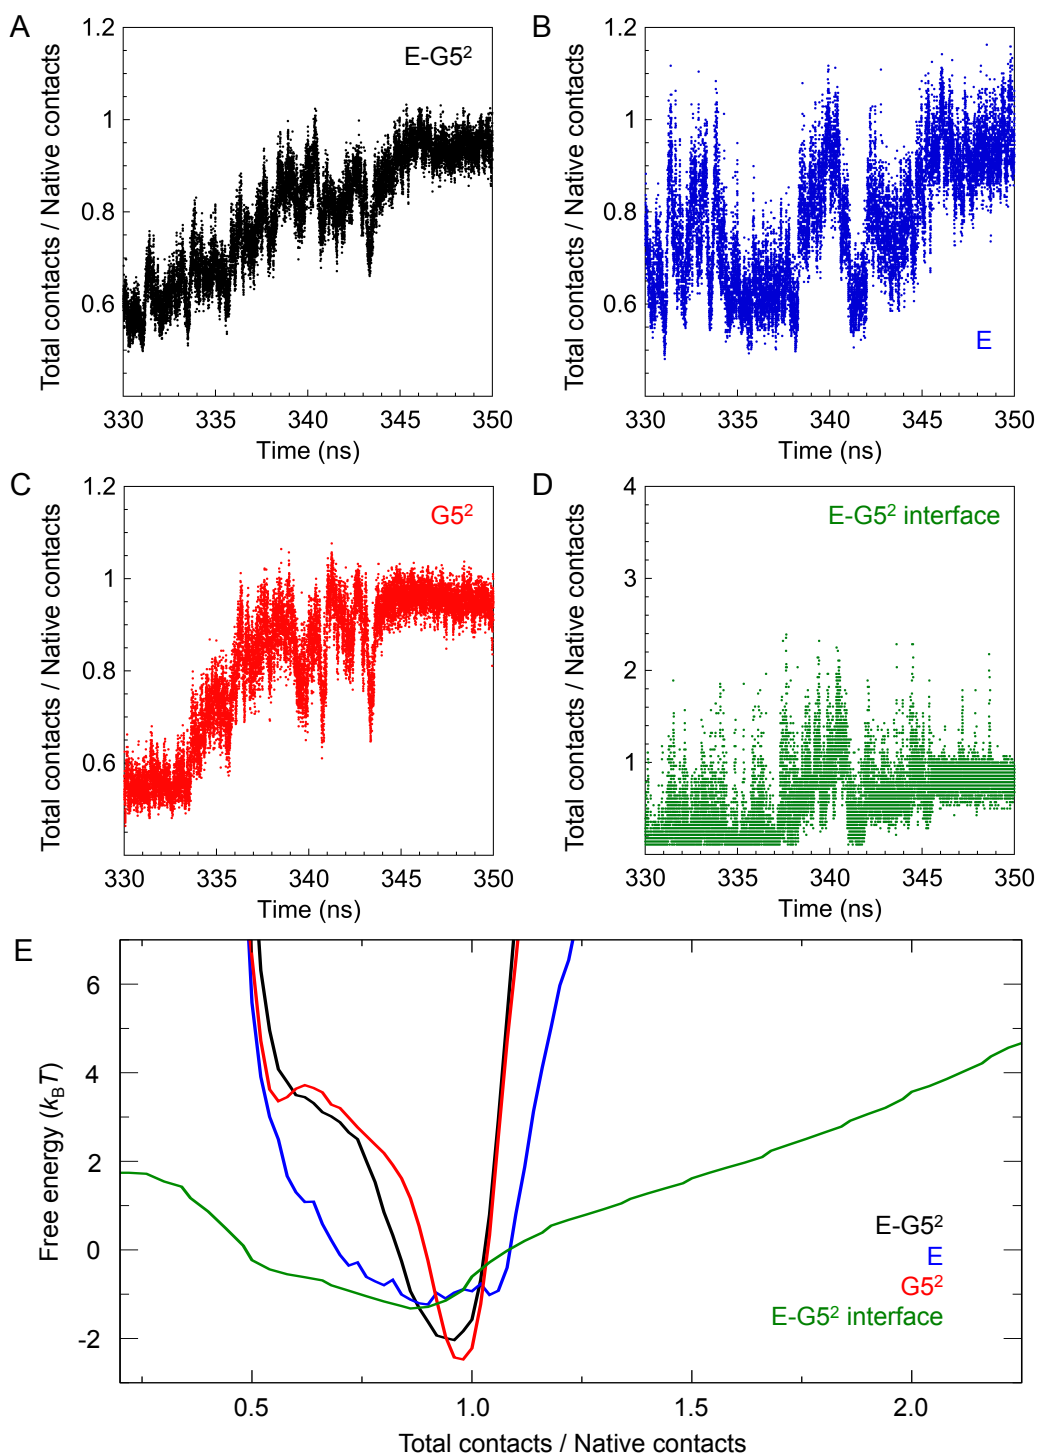 A
E-G5²
Total contacts / Native contacts
1.2
1
0.8
0.6
330 335 340 345 350
Time (ns)
B
E
Total contacts / Native contacts
1.2
1
0.8
0.6
330 335 340 345 350
Time (ns)
C
G5²
Total contacts / Native contacts
1.2
1
0.8
0.6
330 335 340 345 350
Time (ns)
D
E-G5² interface
Total contacts / Native contacts
4
3
2
1
330 335 340 345 350
Time (ns)
E
Free energy (k_BT)
6
4
2
0
-2
E-G5²
E
G5²
E-G5² interface
0.5 1.0 1.5 2.0
Total contacts / Native contacts